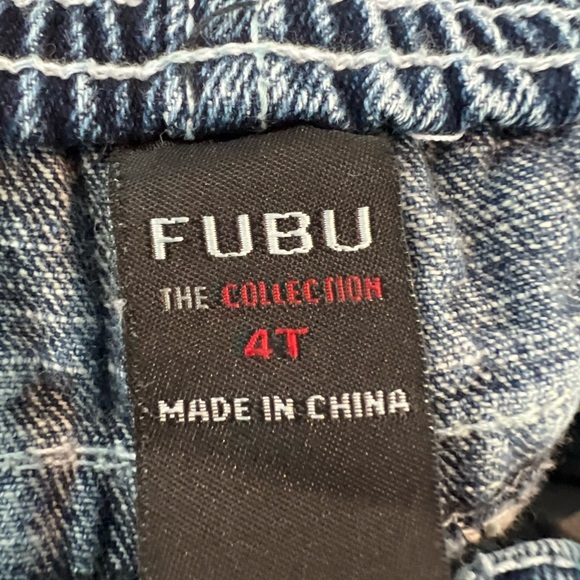 FUBU
THE COLLECTION
4T
MADE IN CHINA